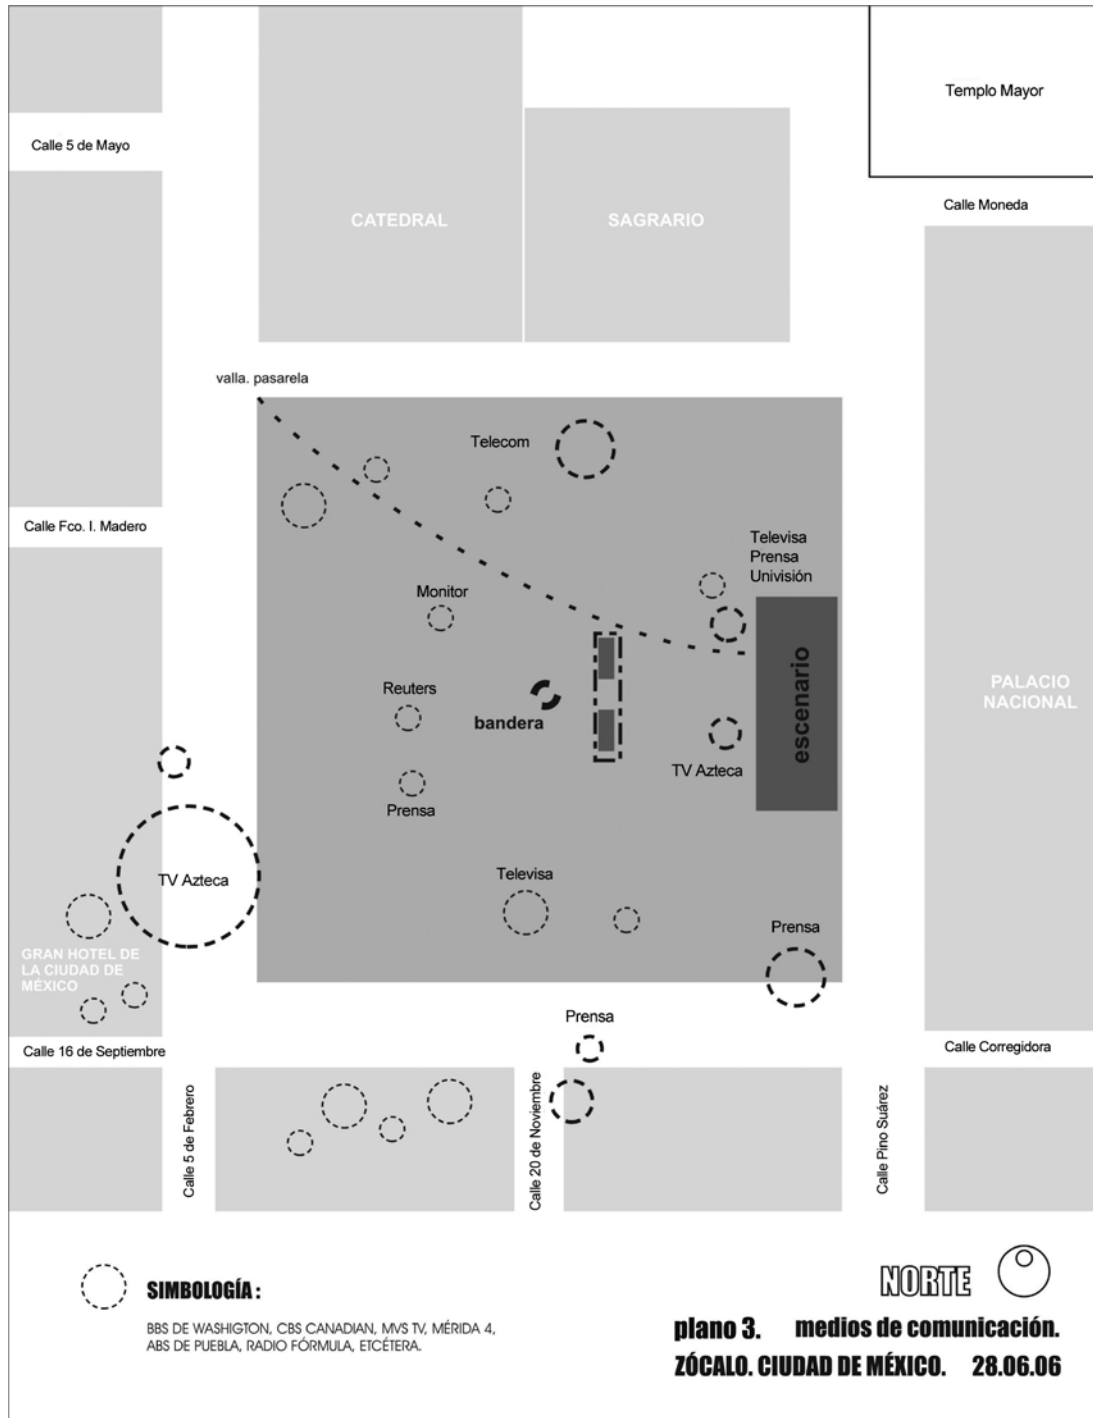 Templo Mayor
Calle 5 de Mayo
Calle Moneda
CATEDRAL
SAGRARIO
valla. pasarela
Telecom
Calle Fco. I. Madero
Televisa
Prensa
Univisión
Monitor
escenario
PALACIO
NACIONAL
Reuters
bandera
TV Azteca
Prensa
TV Azteca
Televisa
Prensa
GRAN HOTEL DE
LA CIUDAD DE
MÉXICO
Prensa
Calle 16 de Septiembre
Calle Corregidora
Calle 5 de Febrero
Calle 20 de Noviembre
Calle Pino Suárez
SIMBOLOGÍA :
BBS DE WASHIGTON, CBS CANADIAN, MVS TV, MÉRIDA 4,
ABS DE PUEBLA, RADIO FÓRMULA, ETCÉTERA.
NORTE
plano 3. medios de comunicación.
ZÓCALO. CIUDAD DE MÉXICO. 28.06.06